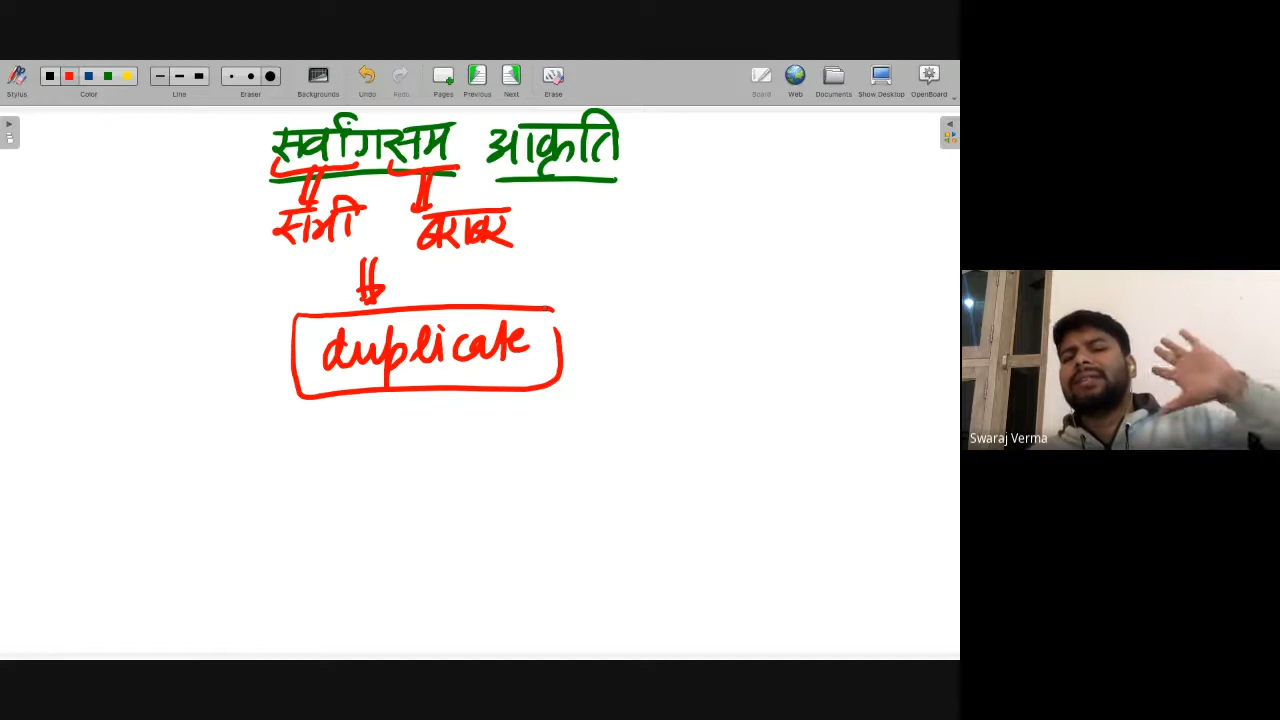 Stylus Color Line Eraser Backgrounds Undo Redo Pages Previous Next Erase Board Web Documents Show Desktop OpenBoard
सर्वांगसम आकृति
सभी बराबर
duplicate
Swaraj Verma